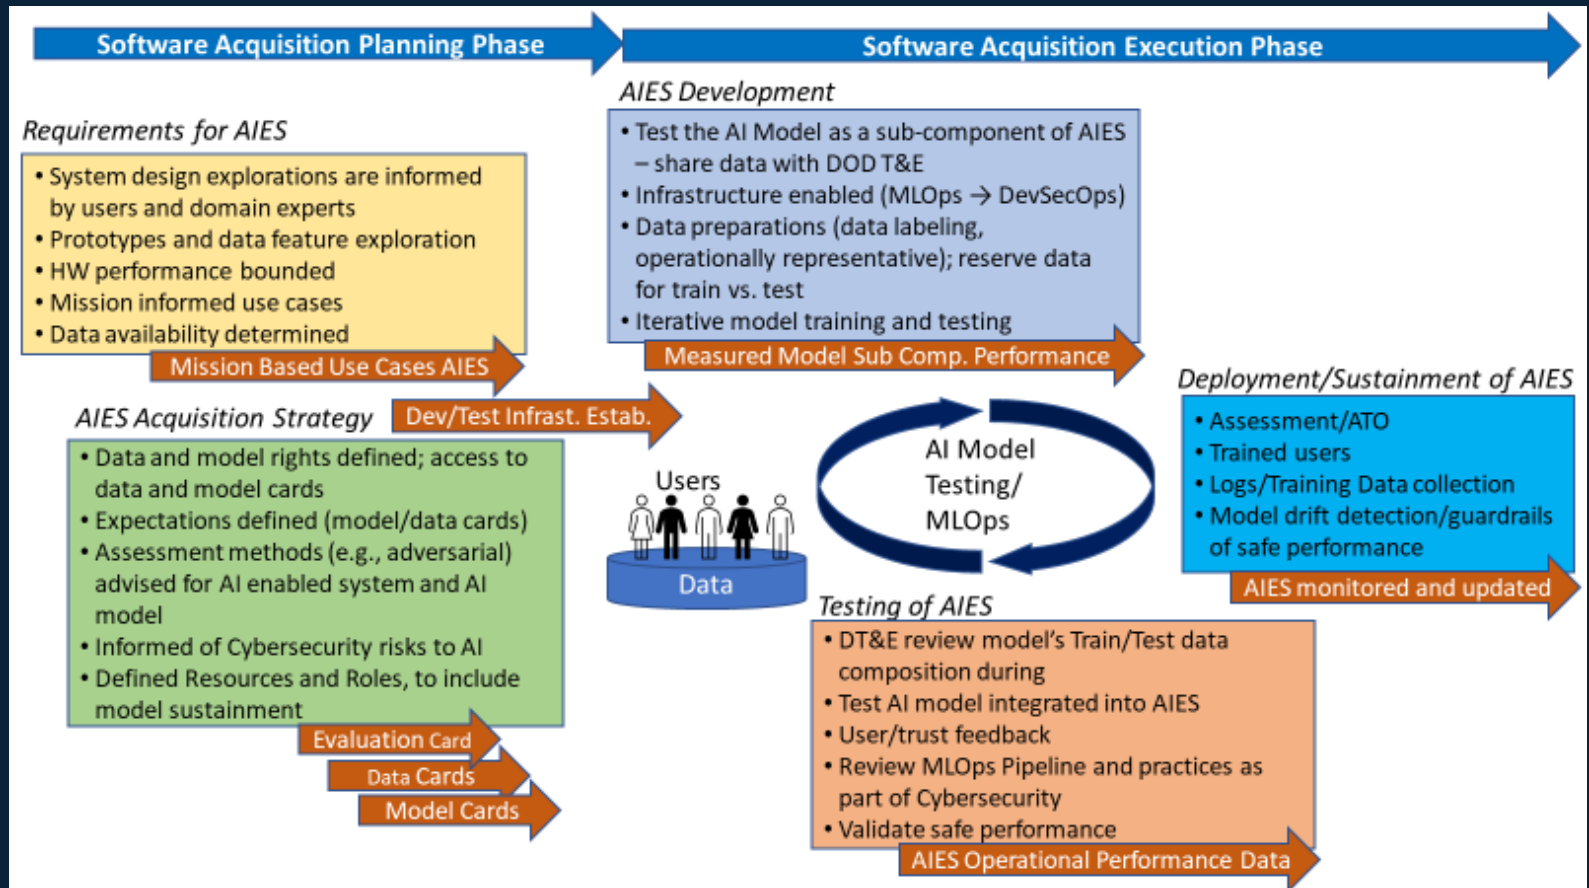 Software Acquisition Planning Phase
Software Acquisition Execution Phase
Requirements for AIES
• System design explorations are informed
by users and domain experts
• Prototypes and data feature exploration
• HW performance bounded
• Mission informed use cases
• Data availability determined
Mission Based Use Cases AIES
AIES Acquisition Strategy
Dev/Test Infrast. Estab.
• Data and model rights defined; access to
data and model cards
• Expectations defined (model/data cards)
• Assessment methods (e.g., adversarial)
advised for AI enabled system and AI
model
• Informed of Cybersecurity risks to AI
• Defined Resources and Roles, to include
model sustainment
Evaluation Card
Data Cards
Model Cards
AIES Development
• Test the AI Model as a sub-component of AIES
– share data with DOD T&E
• Infrastructure enabled (MLOps → DevSecOps)
• Data preparations (data labeling,
operationally representative); reserve data
for train vs. test
• Iterative model training and testing
Measured Model Sub Comp. Performance
Users
Data
AI Model
Testing/
MLOps
Testing of AIES
• DT&E review model's Train/Test data
composition during
• Test AI model integrated into AIES
• User/trust feedback
• Review MLOps Pipeline and practices as
part of Cybersecurity
• Validate safe performance
AIES Operational Performance Data
Deployment/Sustainment of AIES
• Assessment/ATO
• Trained users
• Logs/Training Data collection
• Model drift detection/guardrails
of safe performance
AIES monitored and updated